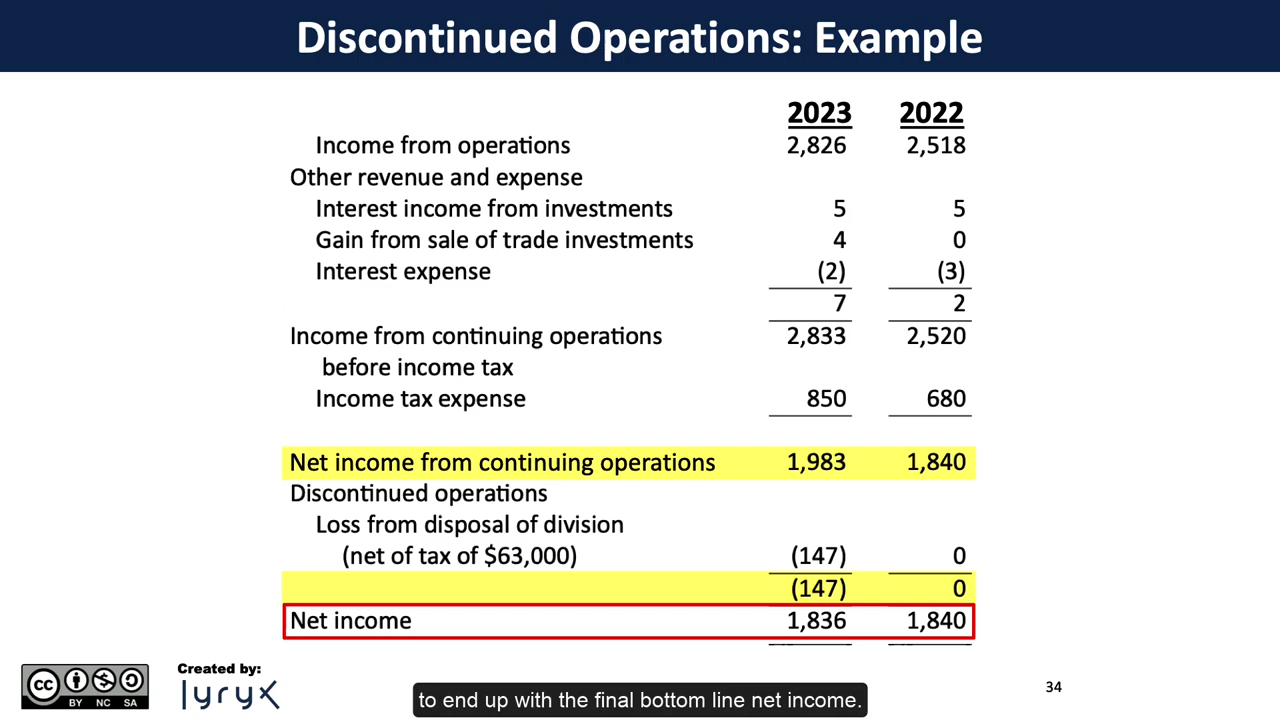 Discontinued Operations: Example
2023 2022
Income from operations 2,826 2,518
Other revenue and expense
Interest income from investments 5 5
Gain from sale of trade investments 4 0
Interest expense (2) (3)
7 2
Income from continuing operations 2,833 2,520
before income tax
Income tax expense 850 680
Net income from continuing operations 1,983 1,840
Discontinued operations
Loss from disposal of division
(net of tax of $63,000) (147) 0
(147) 0
Net income 1,836 1,840
cc BY NC SA
Created by:
lyryx
to end up with the final bottom line net income.
34